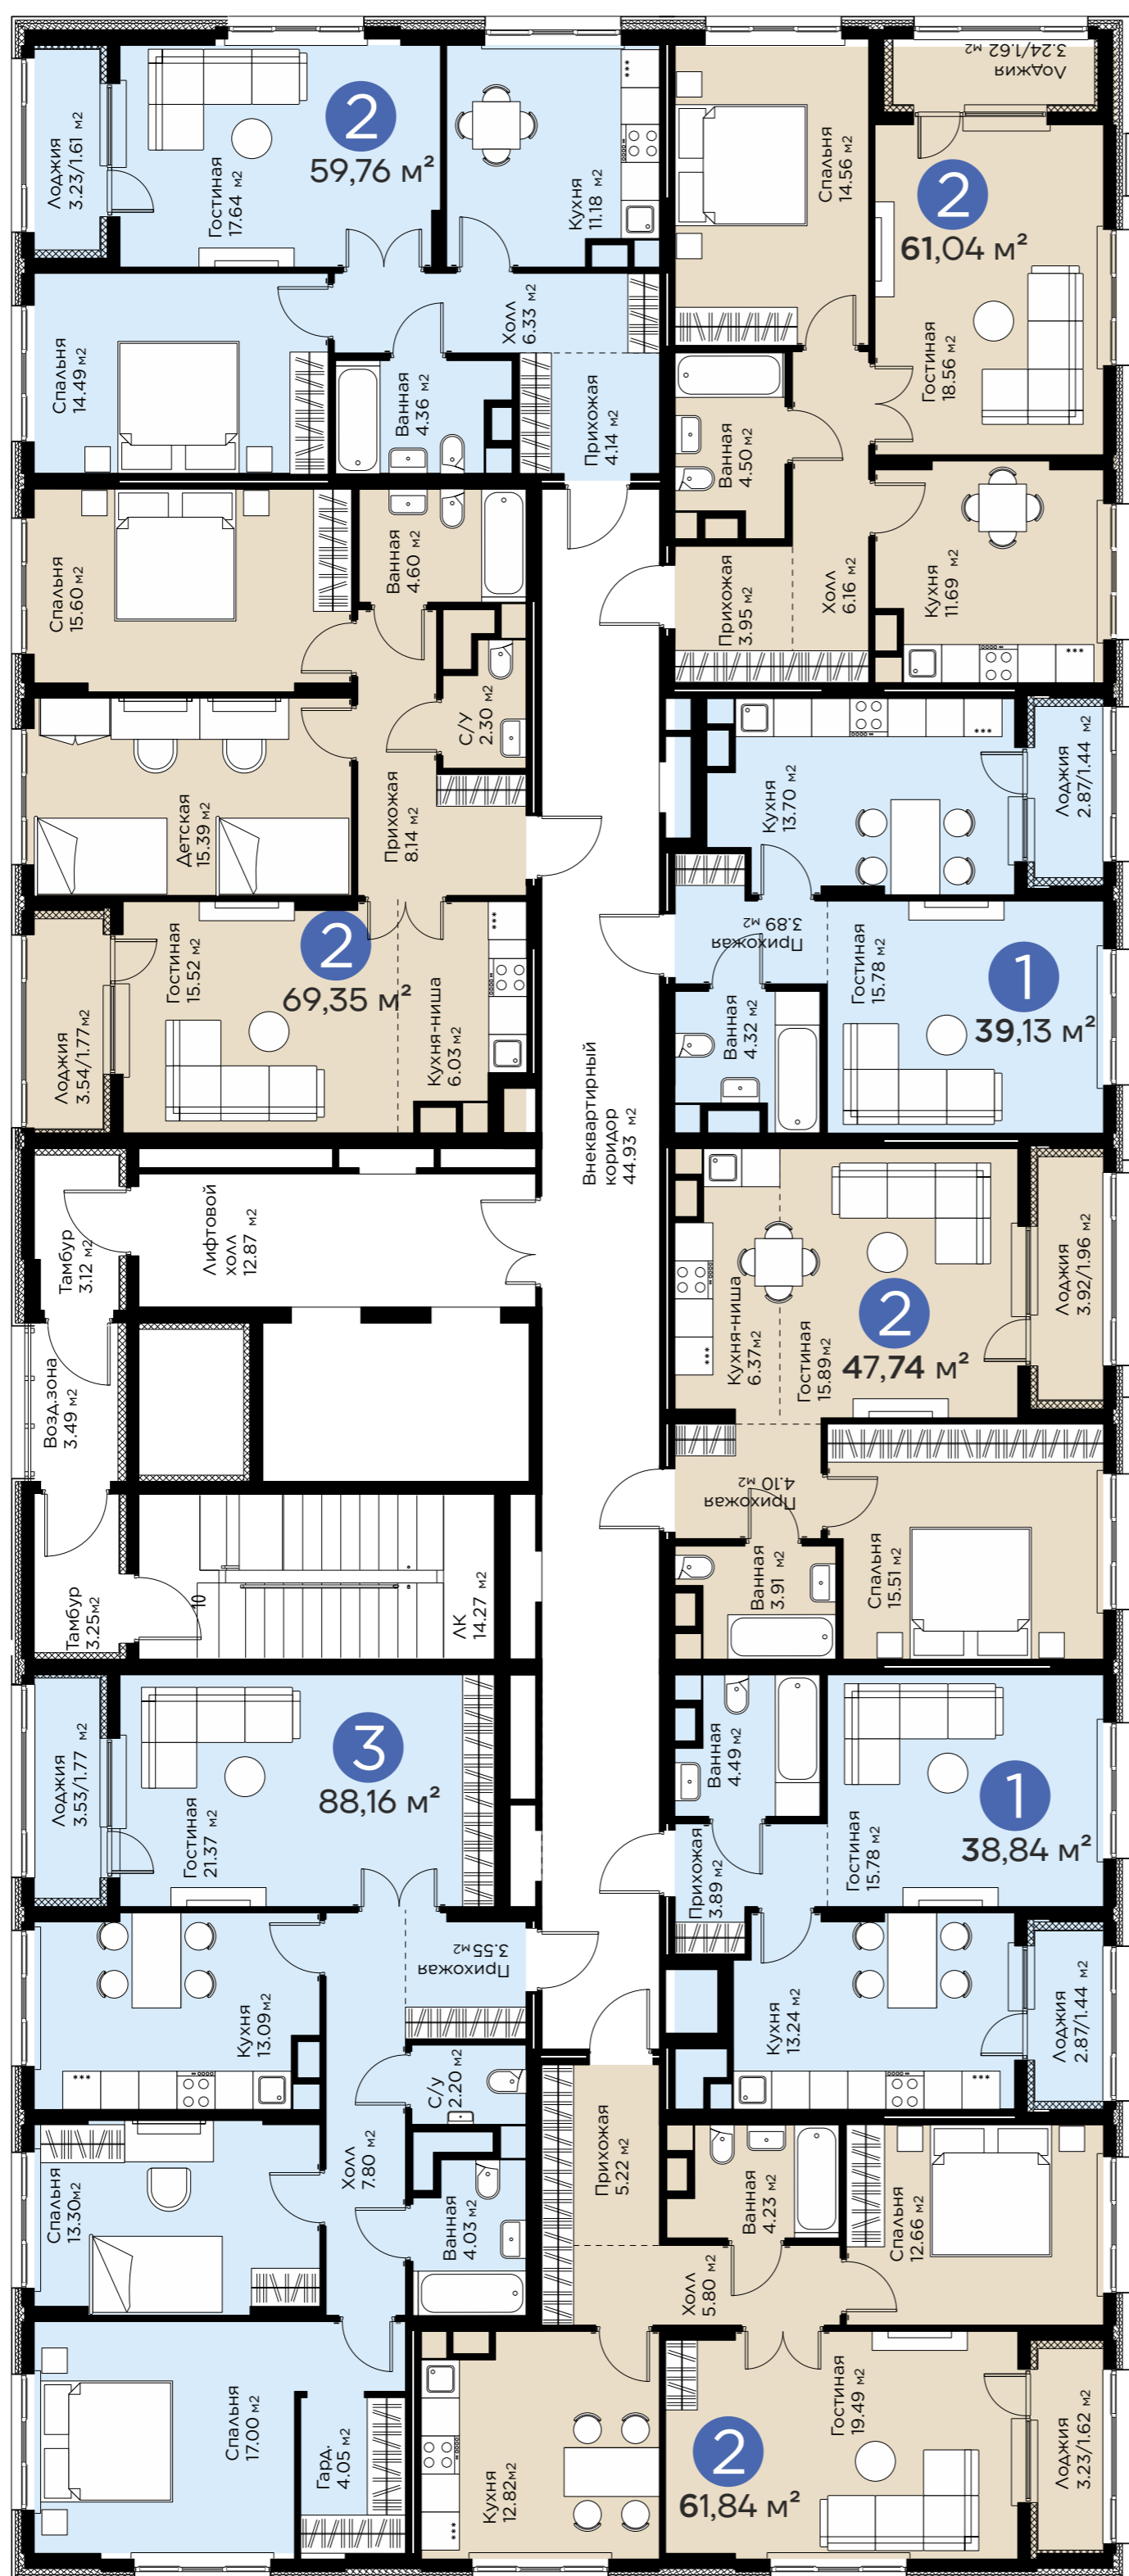 Лоджия
3.23/1.61 м2
Гостиная
17.64 м2
2
59,76 м²
Кухня
11.18 м2
Спальня
14.49 м2
Ванная
4.36 м2
Холл
6.33 м2
Прихожая
4.14 м2
Спальня
14.56 м2
Лоджия
3.24/1.62 м2
2
61,04 м²
Гостиная
18.56 м2
Ванная
4.50 м2
Прихожая
3.95 м2
Холл
6.16 м2
Кухня
11.69 м2
Спальня
15.60 м2
Ванная
4.60 м2
С/у
2.30 м2
Детская
15.39 м2
Прихожая
8.14 м2
Лоджия
3.54/1.77 м2
Гостиная
15.52 м2
2
69,35 м²
Кухня-ниша
6.03 м2
Кухня
13.70 м2
Лоджия
2.87/1.44 м2
Прихожая
3.89 м2
Гостиная
15.78 м2
1
39,13 м²
Ванная
4.32 м2
Внеквартирный
коридор
44.93 м2
Тамбур
3.12 м2
Лифтовой
холл
12.87 м2
Возд.зона
3.49 м2
Тамбур
3.25 м2
10
ЛК
14.27 м2
Кухня-ниша
6.37 м2
Гостиная
15.89 м2
2
47,74 м²
Лоджия
3.92/1.96 м2
Прихожая
4.10 м2
Ванная
3.91 м2
Спальня
15.51 м2
Лоджия
3.53/1.77 м2
Гостиная
21.37 м2
3
88,16 м²
Прихожая
3.55 м2
Кухня
13.09 м2
С/у
2.20 м2
Холл
7.80 м2
Ванная
4.03 м2
Спальня
13.30 м2
Спальня
17.00 м2
Гард.
4.05 м2
Ванная
4.49 м2
Прихожая
3.89 м2
Гостиная
15.78 м2
1
38,84 м²
Кухня
13.24 м2
Лоджия
2.87/1.44 м2
Прихожая
5.22 м2
Ванная
4.23 м2
Холл
5.80 м2
Спальня
12.66 м2
Кухня
12.82 м2
2
61,84 м²
Гостиная
19.49 м2
Лоджия
3.23/1.62 м2